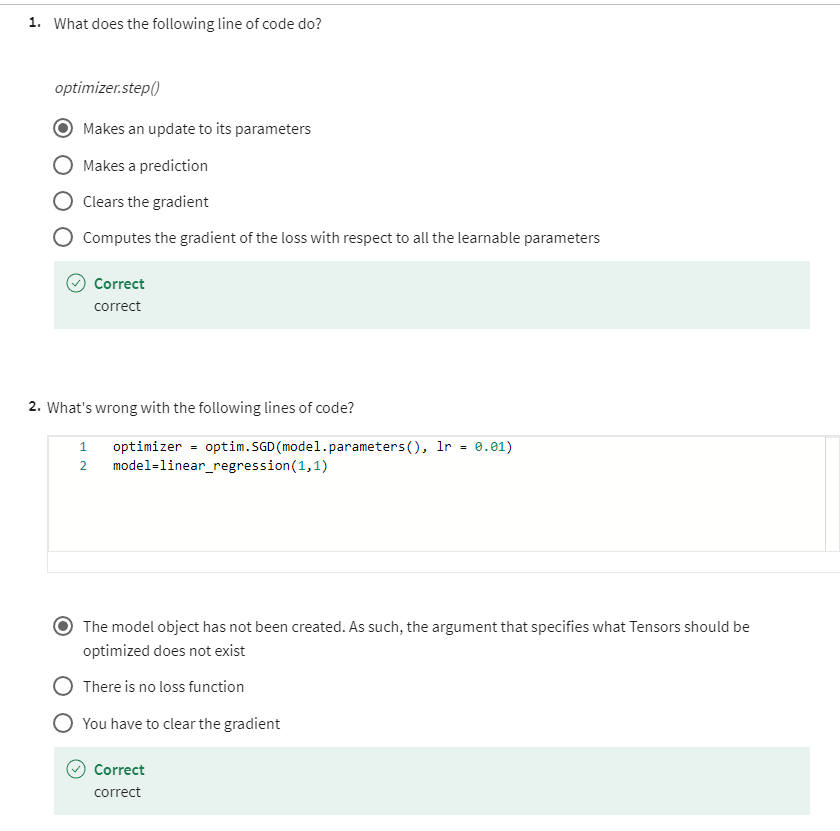 1. What does the following line of code do?
optimizer.step()
Makes an update to its parameters
Makes a prediction
Clears the gradient
Computes the gradient of the loss with respect to all the learnable parameters
Correct
correct
2. What's wrong with the following lines of code?
1 optimizer = optim.SGD(model.parameters(), lr = 0.01)
2 model=linear_regression(1,1)
The model object has not been created. As such, the argument that specifies what Tensors should be
optimized does not exist
There is no loss function
You have to clear the gradient
Correct
correct